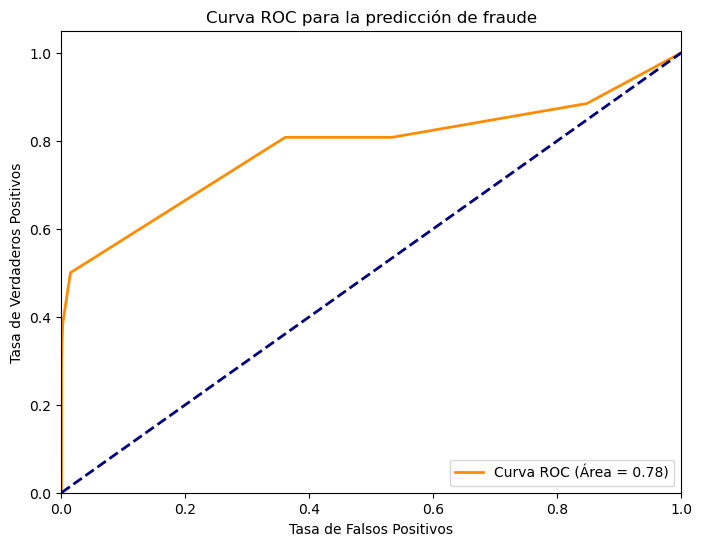 Curva ROC para la predicción de fraude
Tasa de Verdaderos Positivos
1.0
0.8
0.6
0.4
0.2
0.0
Curva ROC (Área = 0.78)
0.0 0.2 0.4 0.6 0.8 1.0
Tasa de Falsos Positivos